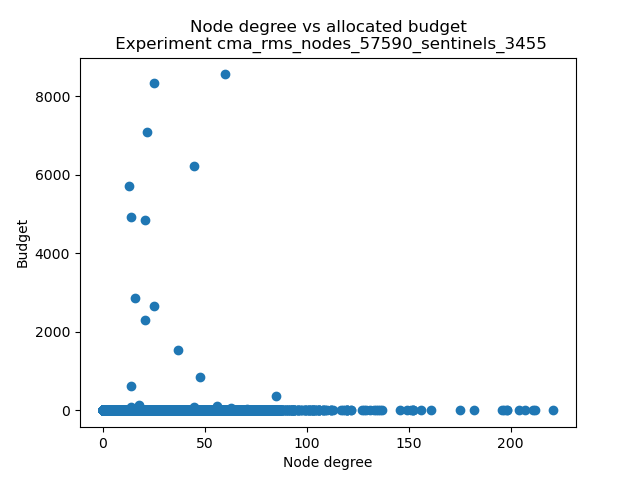 Node degree vs allocated budget
Experiment cma_rms_nodes_57590_sentinels_3455
8000
6000
4000
2000
0
Budget
0 50 100 150 200
Node degree